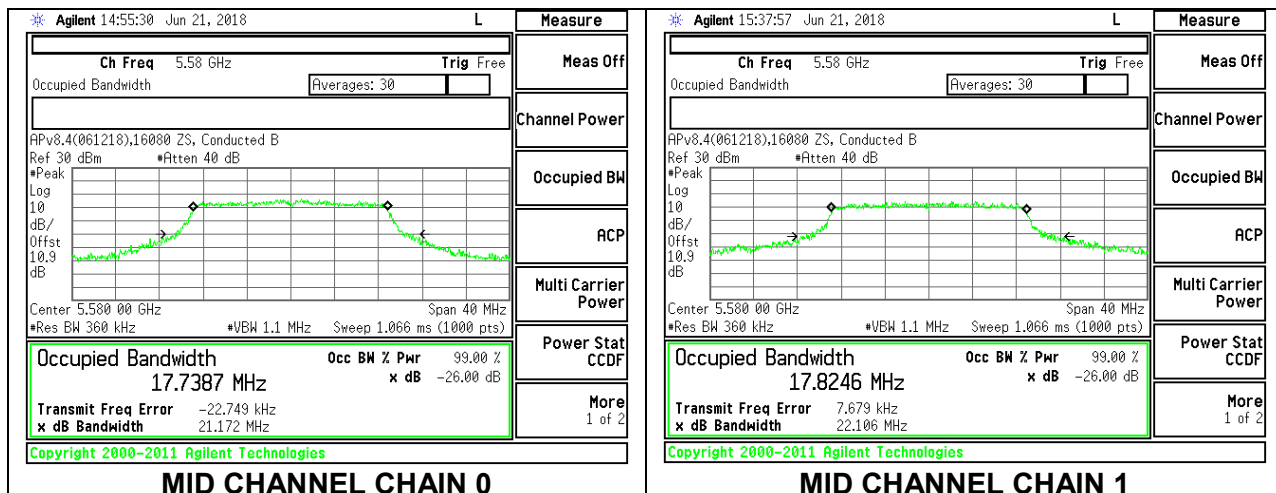 Agilent 14:55:30 Jun 21, 2018 L Measure
Ch Freq 5.58 GHz Trig Free
Occupied Bandwidth Averages: 30
APv8.4(061218),16080 ZS, Conducted B
Ref 30 dBm #Atten 40 dB
#Peak
Log
10
dB/
Offst
10.9
dB
Center 5.580 00 GHz Span 40 MHz
#Res BW 360 kHz #VBW 1.1 MHz Sweep 1.066 ms (1000 pts)
Occupied Bandwidth Occ BW % Pwr 99.00 %
17.7387 MHz x dB -26.00 dB
Transmit Freq Error -22.749 kHz
x dB Bandwidth 21.172 MHz
Copyright 2000-2011 Agilent Technologies
Meas Off
Channel Power
Occupied BW
ACP
Multi Carrier
Power
Power Stat
CCDF
More
1 of 2
MID CHANNEL CHAIN 0
Agilent 15:37:57 Jun 21, 2018 L Measure
Ch Freq 5.58 GHz Trig Free
Occupied Bandwidth Averages: 30
APv8.4(061218),16080 ZS, Conducted B
Ref 30 dBm #Atten 40 dB
#Peak
Log
10
dB/
Offst
10.9
dB
Center 5.580 00 GHz Span 40 MHz
#Res BW 360 kHz #VBW 1.1 MHz Sweep 1.066 ms (1000 pts)
Occupied Bandwidth Occ BW % Pwr 99.00 %
17.8246 MHz x dB -26.00 dB
Transmit Freq Error 7.679 kHz
x dB Bandwidth 22.106 MHz
Copyright 2000-2011 Agilent Technologies
Meas Off
Channel Power
Occupied BW
ACP
Multi Carrier
Power
Power Stat
CCDF
More
1 of 2
MID CHANNEL CHAIN 1